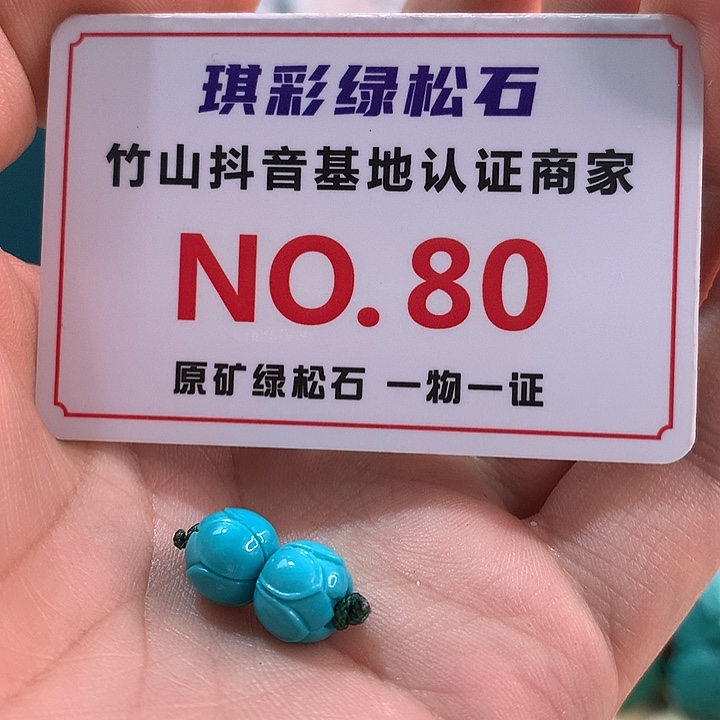 琪彩绿松石
竹山抖音基地认证商家
NO.80
原矿绿松石 一物一证